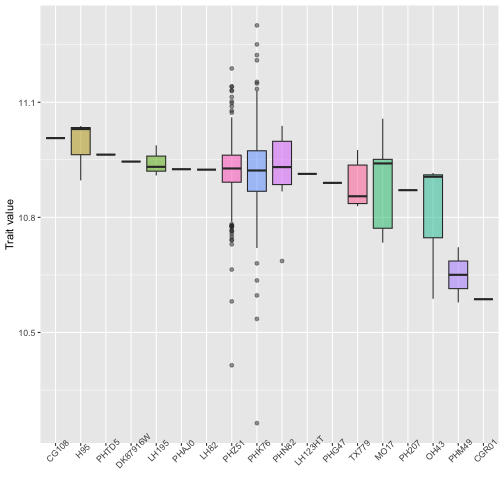 Trait value
11.1
10.8
10.5
CG108 H95 PHTD5 DK87916W LH195 PHAJ0 LH82 PHZ51 PHK76 PHN82 LH123HT PHG47 TX779 MO17 PH207 OH43 PHM49 CGR01